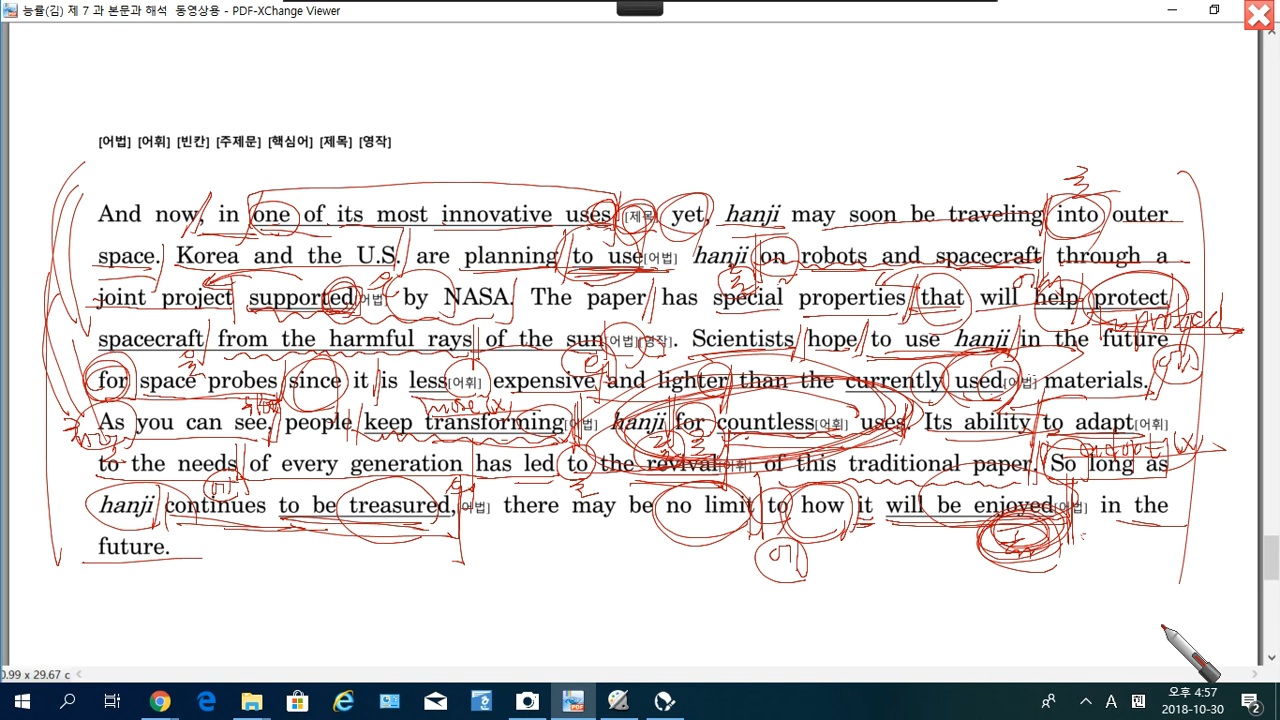 능률(김) 제 7 과 본문과 해석 동영상용 - PDF-XChange Viewer
[어법] [어휘] [빈칸] [주제문] [핵심어] [제목] [영작]
And now, in one of its most innovative uses [제목] yet, hanji may soon be traveling into outer
space. Korea and the U.S. are planning to use[어법] hanji on robots and spacecraft through a
joint project supported[어법] by NASA. The paper has special properties that will help protect
spacecraft from the harmful rays of the sun[어법][영작]. Scientists hope to use hanji in the future
for space probes since it is less[어휘] expensive and lighter than the currently used[어법] materials.
As you can see, people keep transforming[어법] hanji for countless[어휘] uses. Its ability to adapt[어휘]
to the needs of every generation has led to the revival[어휘] of this traditional paper. So long as
hanji continues to be treasured,[어법] there may be no limit to how it will be enjoyed[어법] in the
future.
0.99 x 29.67 c
A
오후 4:57
2018-10-30
2